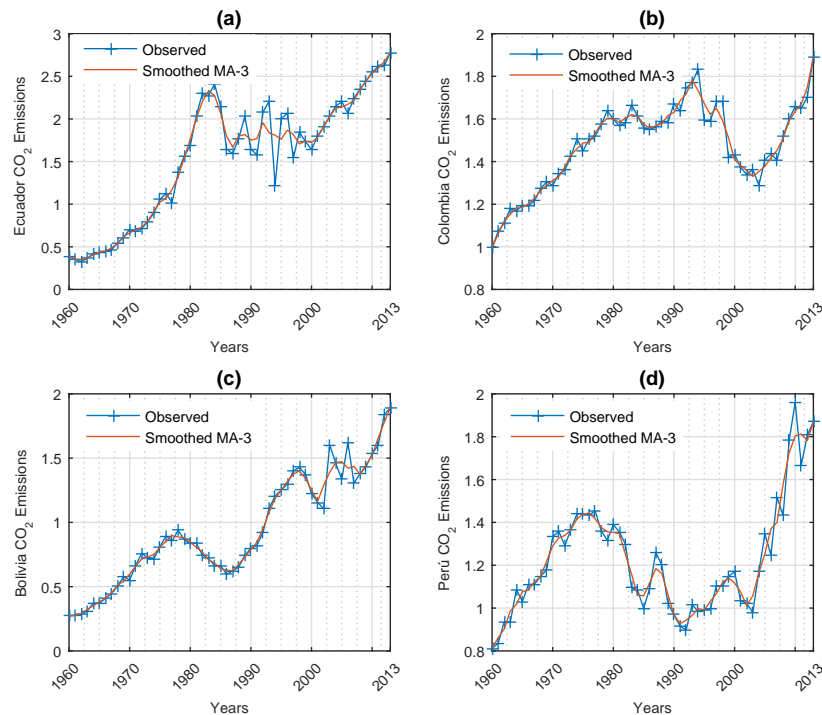 (a)
Observed
Smoothed MA-3
Ecuador CO2 Emissions
3
2.5
2
1.5
1
0.5
0
1960
1970
1980
1990
2000
2013
Years
(b)
Observed
Smoothed MA-3
Colombia CO2 Emissions
2
1.8
1.6
1.4
1.2
1
0.8
1960
1970
1980
1990
2000
2013
Years
(c)
Observed
Smoothed MA-3
Bolivia CO2 Emissions
2
1.5
1
0.5
0
1960
1970
1980
1990
2000
2013
Years
(d)
Observed
Smoothed MA-3
Perú CO2 Emissions
2
1.8
1.6
1.4
1.2
1
0.8
1960
1970
1980
1990
2000
2013
Years